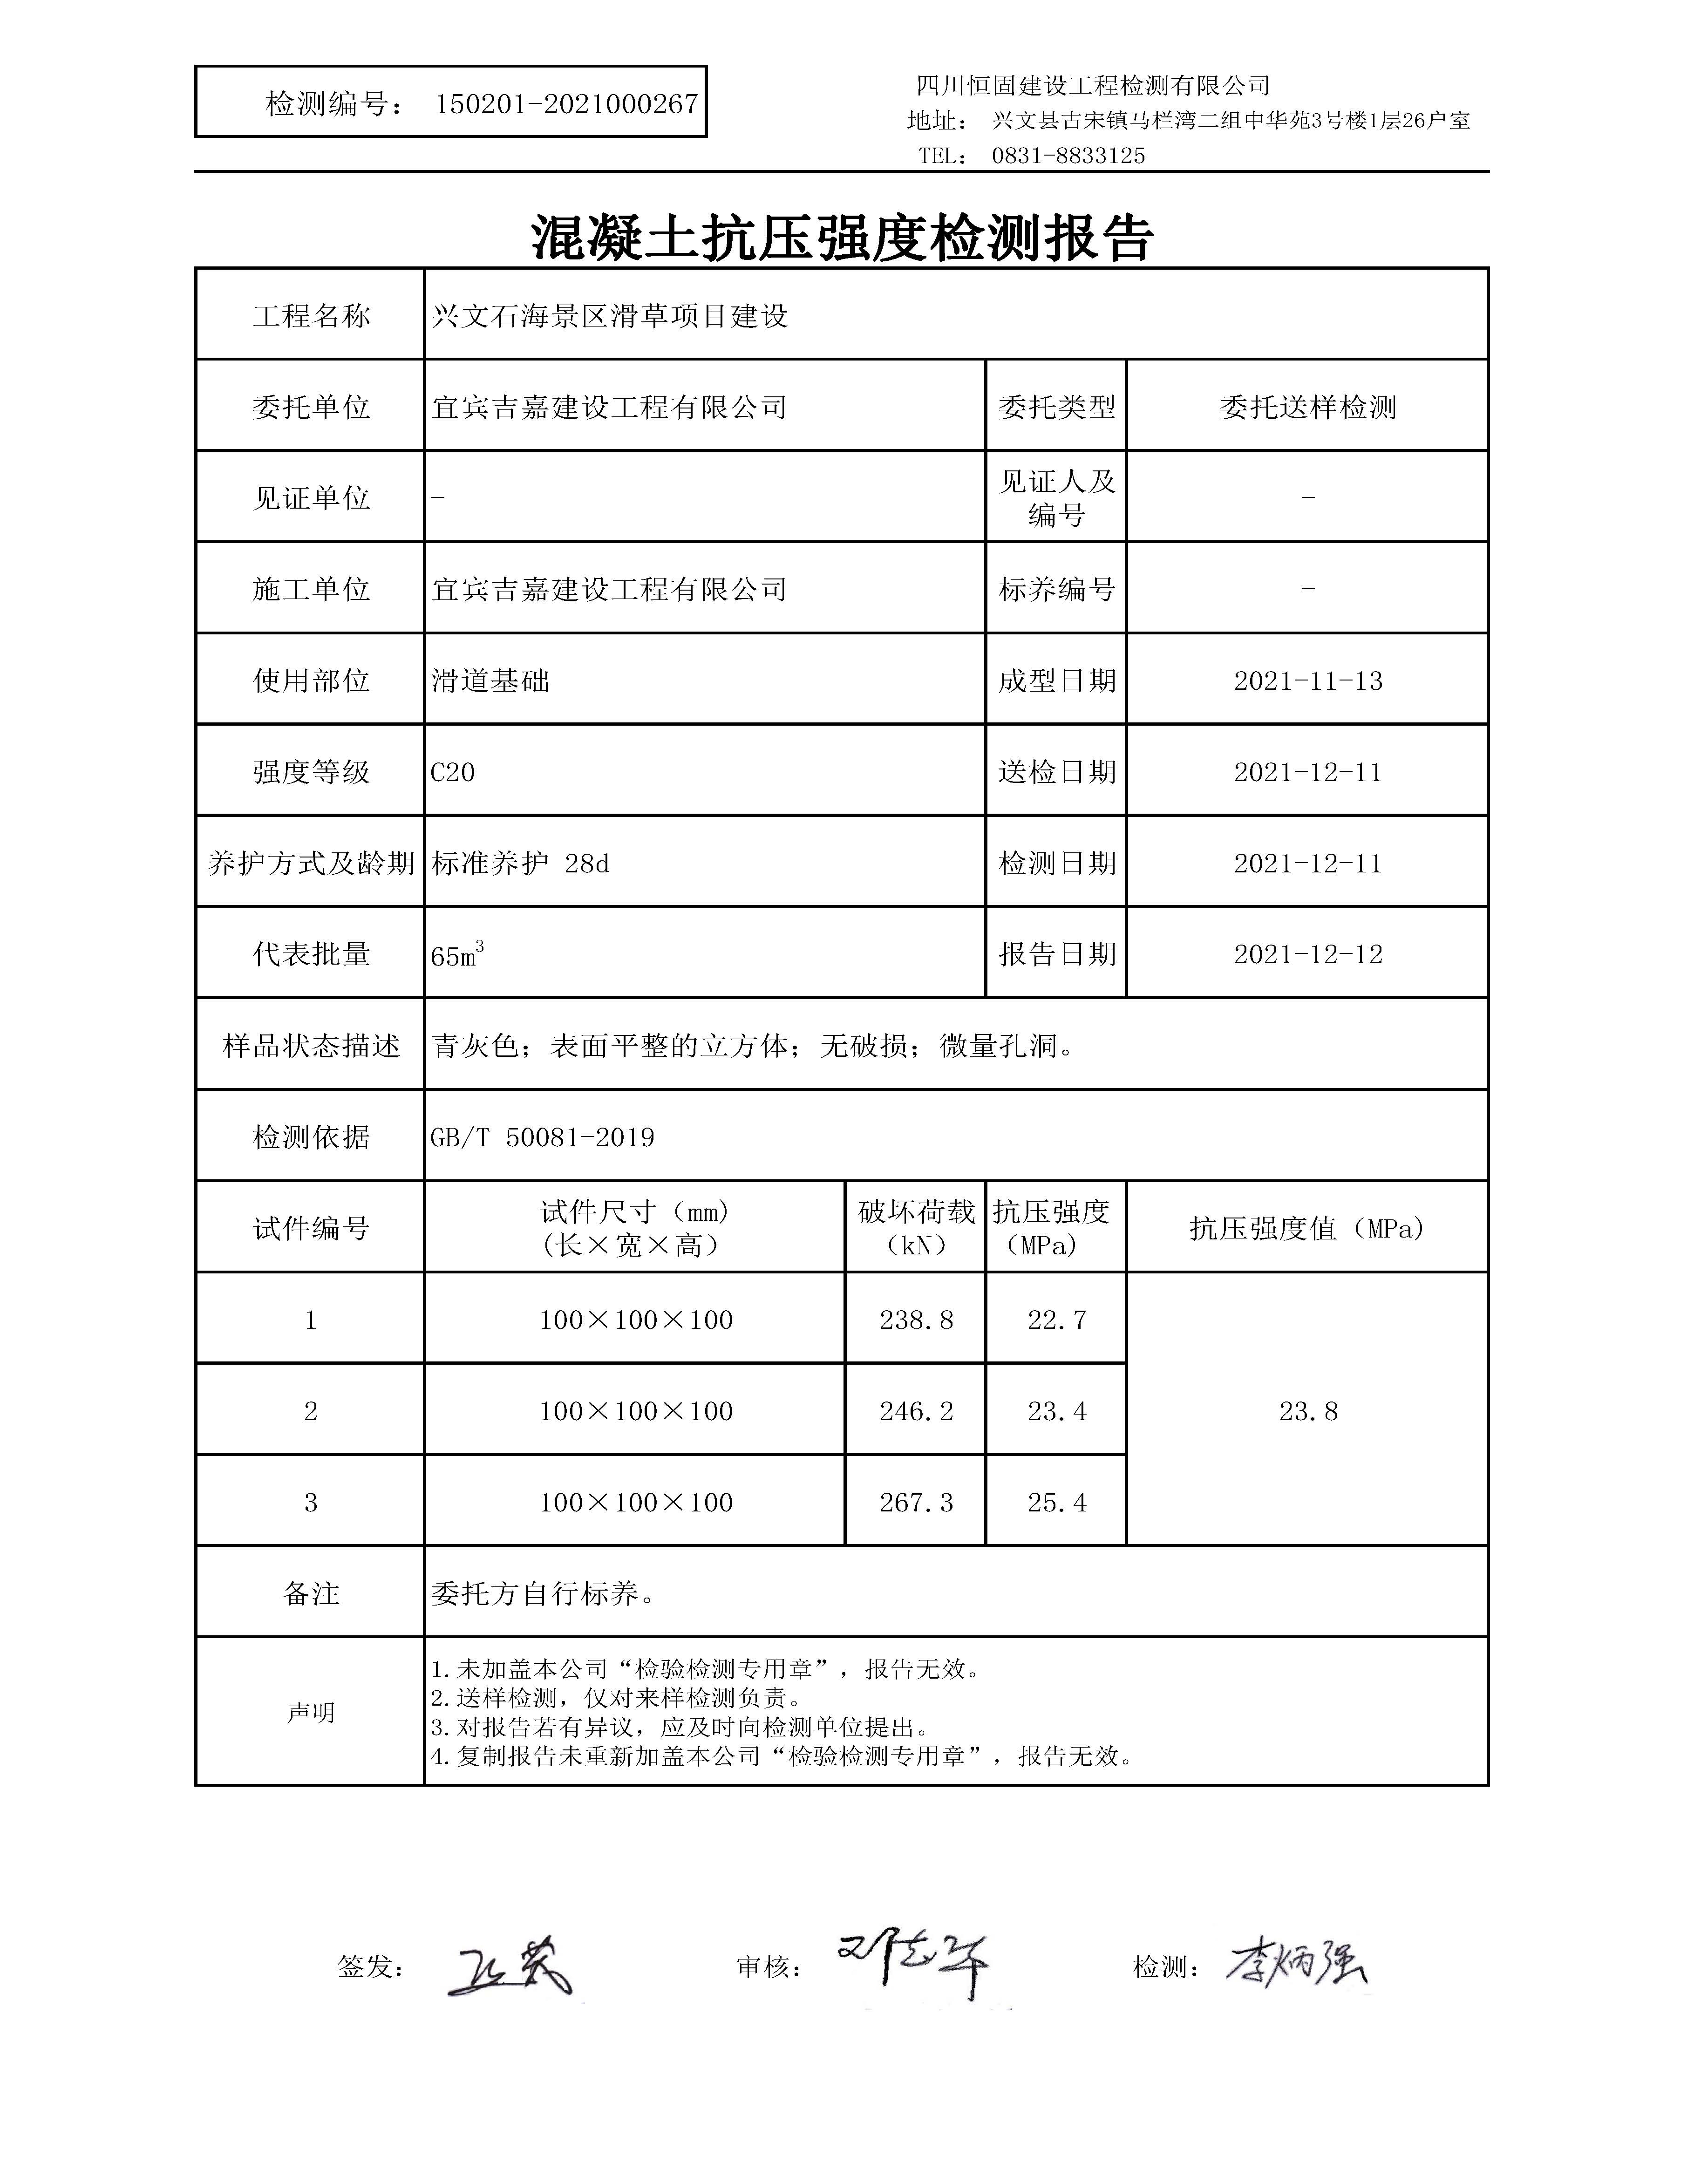 检测编号： 150201-2021000267
四川恒固建设工程检测有限公司
地址： 兴文县古宋镇马栏湾二组中华苑3号楼1层26户室
TEL： 0831-8833125
混凝土抗压强度检测报告
工程名称 兴文石海景区滑草项目建设
委托单位 宜宾吉嘉建设工程有限公司 委托类型 委托送样检测
见证单位 - 见证人及编号 -
施工单位 宜宾吉嘉建设工程有限公司 标养编号 -
使用部位 滑道基础 成型日期 2021-11-13
强度等级 C20 送检日期 2021-12-11
养护方式及龄期 标准养护 28d 检测日期 2021-12-11
代表批量 65m³ 报告日期 2021-12-12
样品状态描述 青灰色；表面平整的立方体；无破损；微量孔洞。
检测依据 GB/T 50081-2019
试件编号 试件尺寸（mm）(长×宽×高） 破坏荷载（kN） 抗压强度（MPa） 抗压强度值（MPa）
1 100×100×100 238.8 22.7
2 100×100×100 246.2 23.4 23.8
3 100×100×100 267.3 25.4
备注 委托方自行标养。
声明
1.未加盖本公司“检验检测专用章”，报告无效。
2.送样检测，仅对来样检测负责。
3.对报告若有异议，应及时向检测单位提出。
4.复制报告未重新加盖本公司“检验检测专用章”，报告无效。
签发： 审核： 检测：李炳强